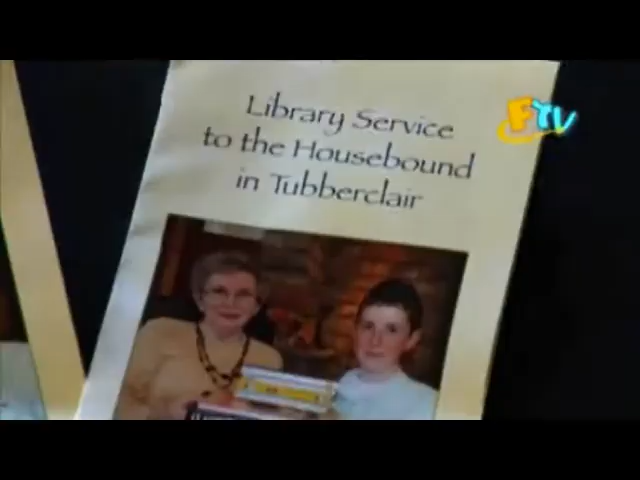 Library Service
to the Housebound
in Tubberclair
FTV